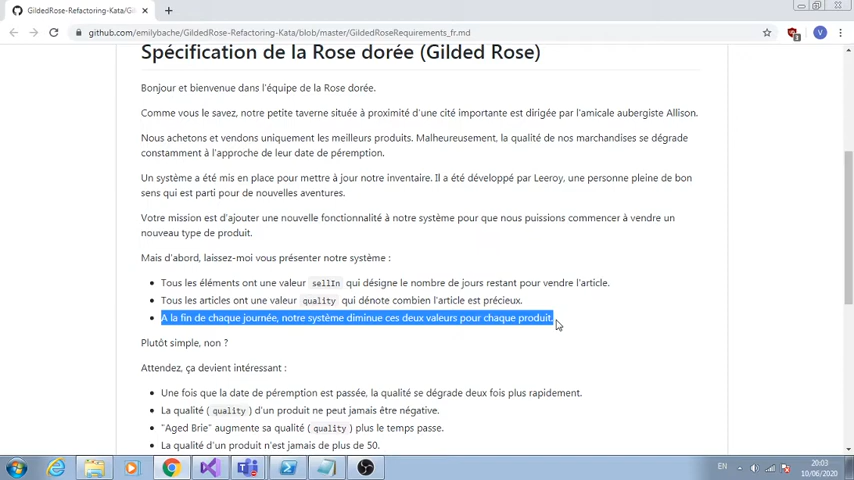 GildedRose-Refactoring-Kata/Gil
github.com/emilybache/GildedRose-Refactoring-Kata/blob/master/GildedRoseRequirements_fr.md
3
V
Spécification de la Rose dorée (Gilded Rose)
Bonjour et bienvenue dans l'équipe de la Rose dorée.
Comme vous le savez, notre petite taverne située à proximité d'une cité importante est dirigée par l'amicale aubergiste Allison.
Nous achetons et vendons uniquement les meilleurs produits. Malheureusement, la qualité de nos marchandises se dégrade
constamment à l'approche de leur date de péremption.
Un système a été mis en place pour mettre à jour notre inventaire. Il a été développé par Leeroy, une personne pleine de bon
sens qui est parti pour de nouvelles aventures.
Votre mission est d'ajouter une nouvelle fonctionnalité à notre système pour que nous puissions commencer à vendre un
nouveau type de produit.
Mais d'abord, laissez-moi vous présenter notre système :
Tous les éléments ont une valeur sellIn qui désigne le nombre de jours restant pour vendre l'article.
Tous les articles ont une valeur quality qui dénote combien l'article est précieux.
A la fin de chaque journée, notre système diminue ces deux valeurs pour chaque produit.
Plutôt simple, non ?
Attendez, ça devient intéressant :
Une fois que la date de péremption est passée, la qualité se dégrade deux fois plus rapidement.
La qualité ( quality ) d'un produit ne peut jamais être négative.
"Aged Brie" augmente sa qualité ( quality ) plus le temps passe.
La qualité d'un produit n'est jamais de plus de 50.
EN
20:03
10/06/2020